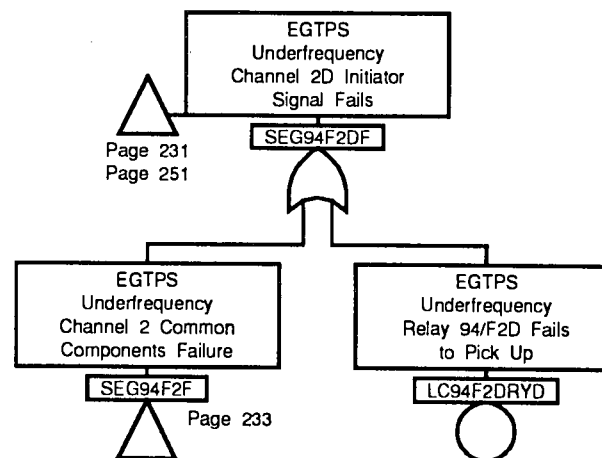 EGTPS
Underfrequency
Channel 2D Initiator
Signal Fails
Page 231
Page 251
SEG94F2DF
EGTPS
Underfrequency
Channel 2 Common
Components Failure
SEG94F2F
Page 233
EGTPS
Underfrequency
Relay 94/F2D Fails
to Pick Up
LC94F2DRYD